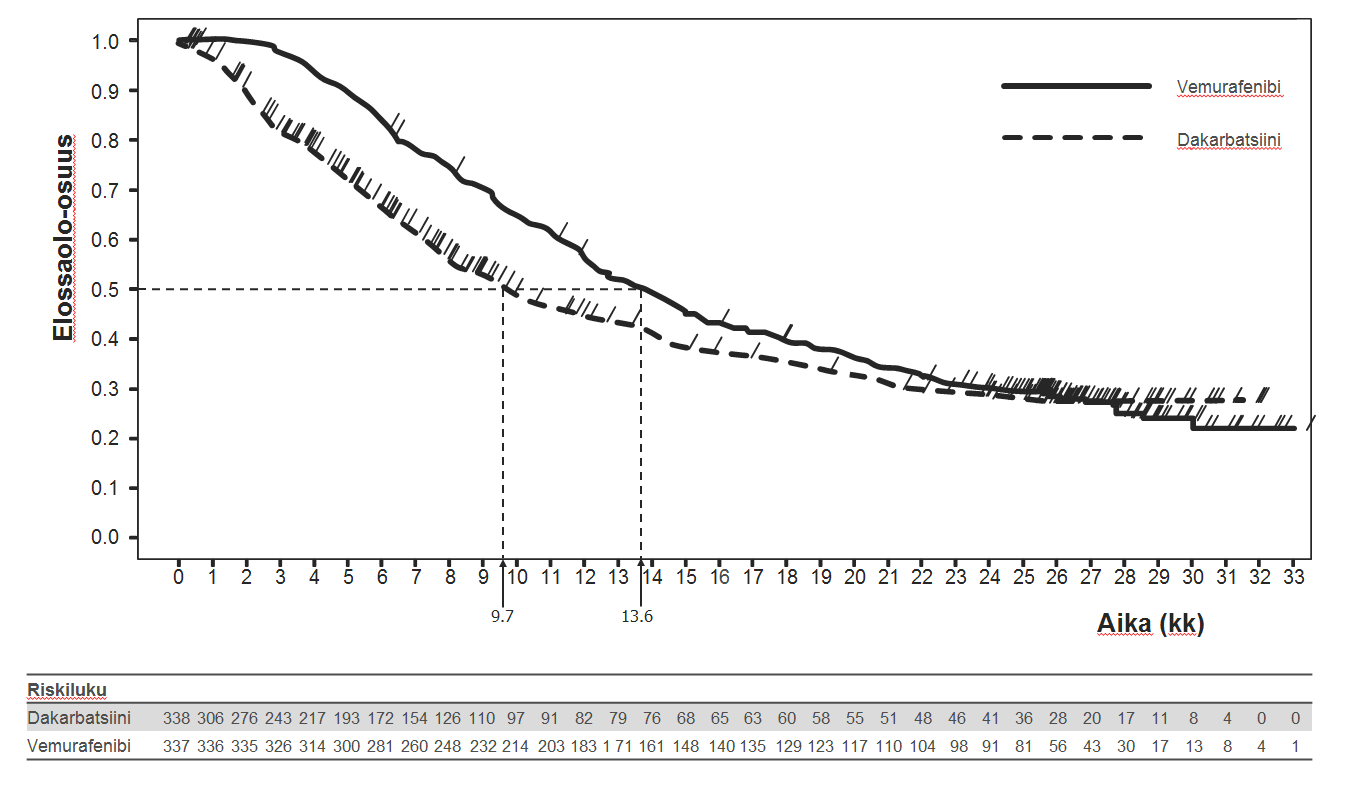 1.0
0.9
0.8
0.7
0.6
0.5
0.4
0.3
0.2
0.1
0.0
Elossaolo-osuus
Vemurafenibi
Dakarbatsiini
0 1 2 3 4 5 6 7 8 9 10 11 12 13 14 15 16 17 18 19 20 21 22 23 24 25 26 27 28 29 30 31 32 33
9.7 13.6
Aika (kk)
Riskiluku
Dakarbatsiini 338 306 276 243 217 193 172 154 126 110 97 91 82 79 76 68 65 63 60 58 55 51 48 46 41 36 28 20 17 11 8 4 0 0
Vemurafenibi 337 336 335 326 314 300 281 260 248 232 214 203 183 1 71 161 148 140 135 129 123 117 110 104 98 91 81 56 43 30 17 13 8 4 1